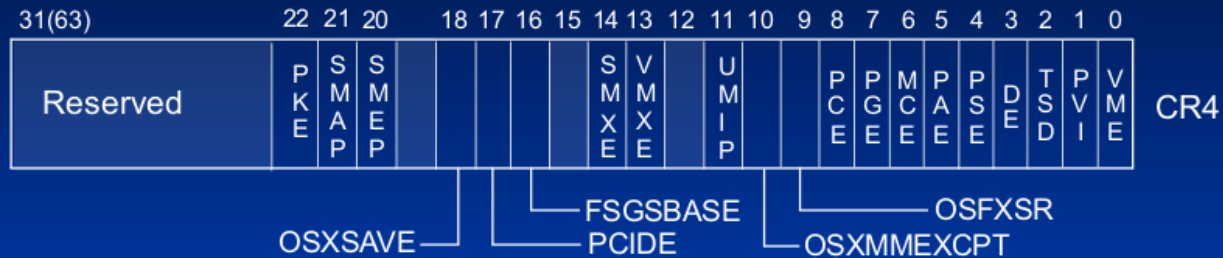 31(63) 22 21 20 18 17 16 15 14 13 12 11 10 9 8 7 6 5 4 3 2 1 0
Reserved PKE SMAP SMEP SMXE VMXE UMIP PCE PGE MCE PAE PSE DE TSD PVI VME CR4
FSGSBASE OSFXSR
OSXSAVE PCIDE OSXMMEXCPT